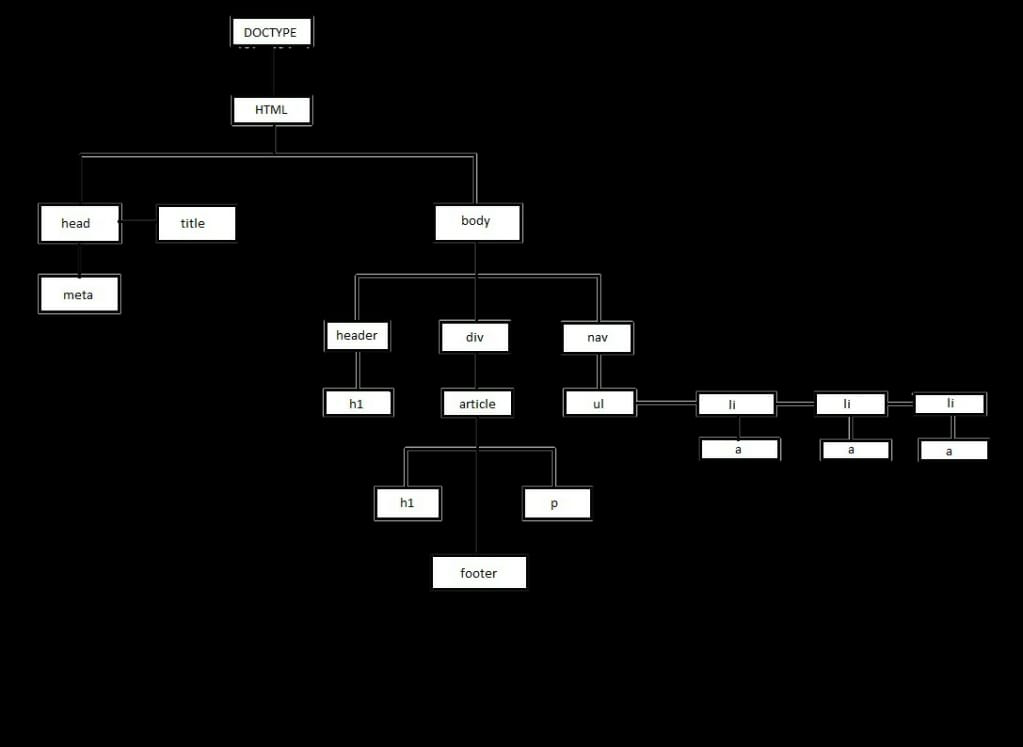 DOCTYPE
HTML
head
title
body
meta
header
div
nav
h1
article
ul
li
li
li
a
a
a
h1
p
footer